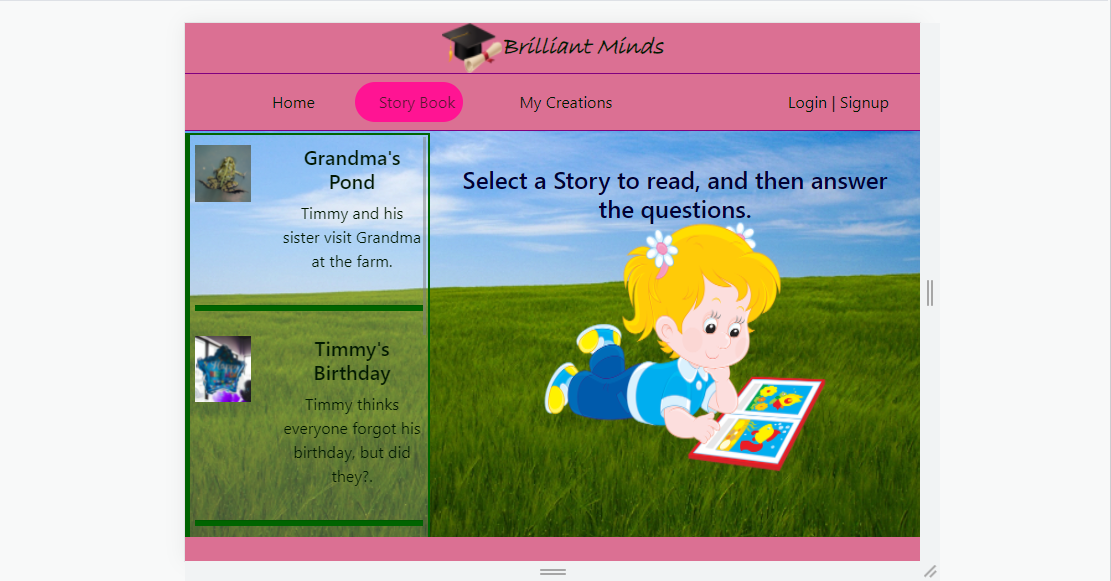 Brilliant Minds
Home Story Book My Creations Login | Signup
Grandma's
Pond
Timmy and his
sister visit Grandma
at the farm.
Timmy's
Birthday
Timmy thinks
everyone forgot his
birthday, but did
they?.
Select a Story to read, and then answer
the questions.